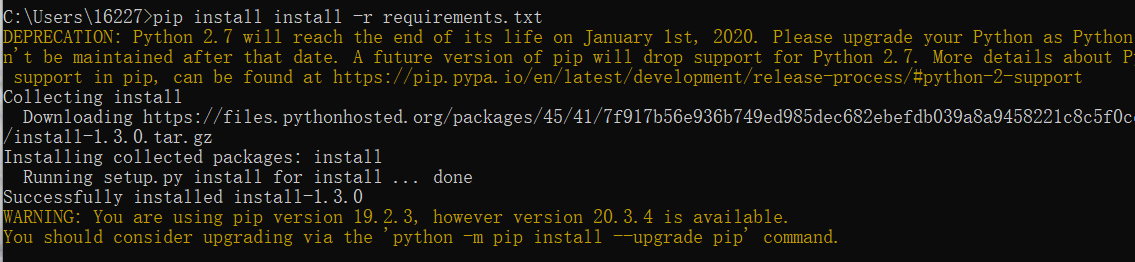 C:\Users\16227>pip install install -r requirements.txt
DEPRECATION: Python 2.7 will reach the end of its life on January 1st, 2020. Please upgrade your Python as Python
n't be maintained after that date. A future version of pip will drop support for Python 2.7. More details about P
support in pip, can be found at https://pip.pypa.io/en/latest/development/release-process/#python-2-support
Collecting install
Downloading https://files.pythonhosted.org/packages/45/41/7f917b56e936b749ed985dec682ebefdb039a8a9458221c8c5f0c
/install-1.3.0.tar.gz
Installing collected packages: install
Running setup.py install for install ... done
Successfully installed install-1.3.0
WARNING: You are using pip version 19.2.3, however version 20.3.4 is available.
You should consider upgrading via the 'python -m pip install --upgrade pip' command.